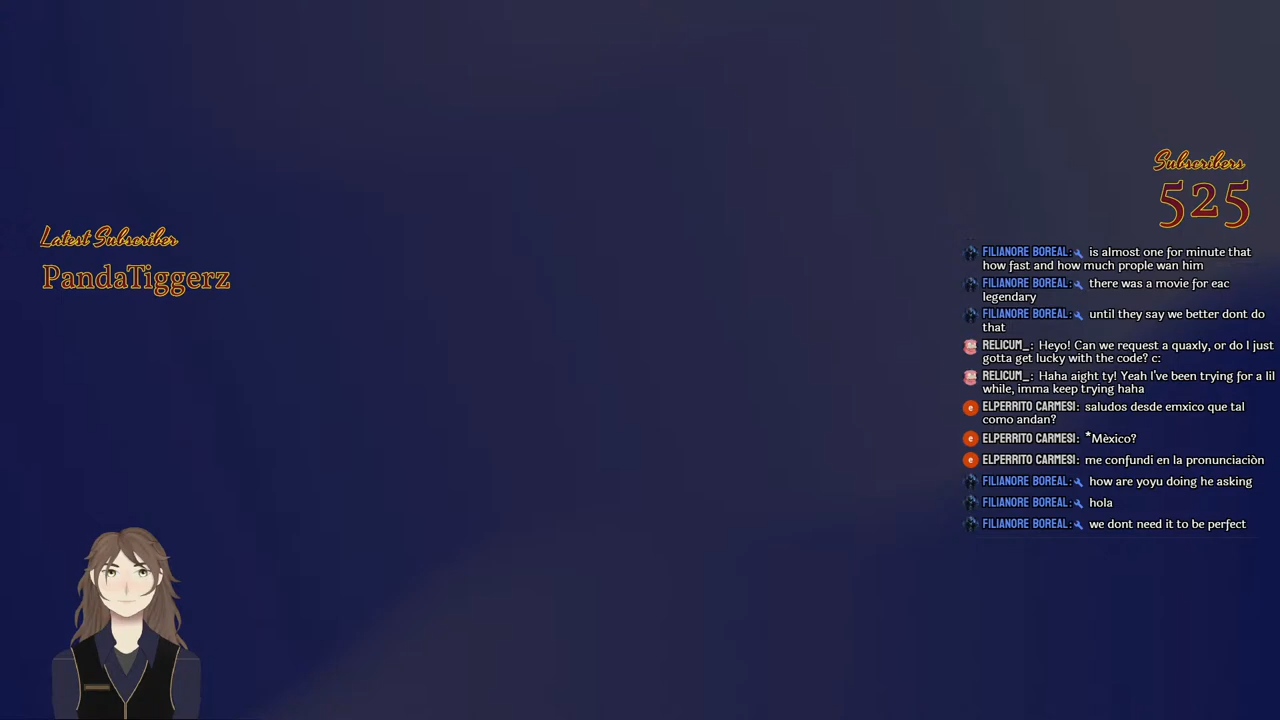 Subscribers
525
Latest Subscriber
PandaTiggerz
FILIANORE BOREAL: is almost one for minute that
how fast and how much prople wan him
FILIANORE BOREAL: there was a movie for eac
legendary
FILIANORE BOREAL: until they say we better dont do
that
RELICUM_: Heyo! Can we request a quaxly, or do I just
gotta get lucky with the code? c:
RELICUM_: Haha aight ty! Yeah I've been trying for a lil
while, imma keep trying haha
ELPERRITO CARMESI: saludos desde emxico que tal
como andan?
ELPERRITO CARMESI: *Mèxico?
ELPERRITO CARMESI: me confundi en la pronunciaciòn
FILIANORE BOREAL: how are yoyu doing he asking
FILIANORE BOREAL: hola
FILIANORE BOREAL: we dont need it to be perfect